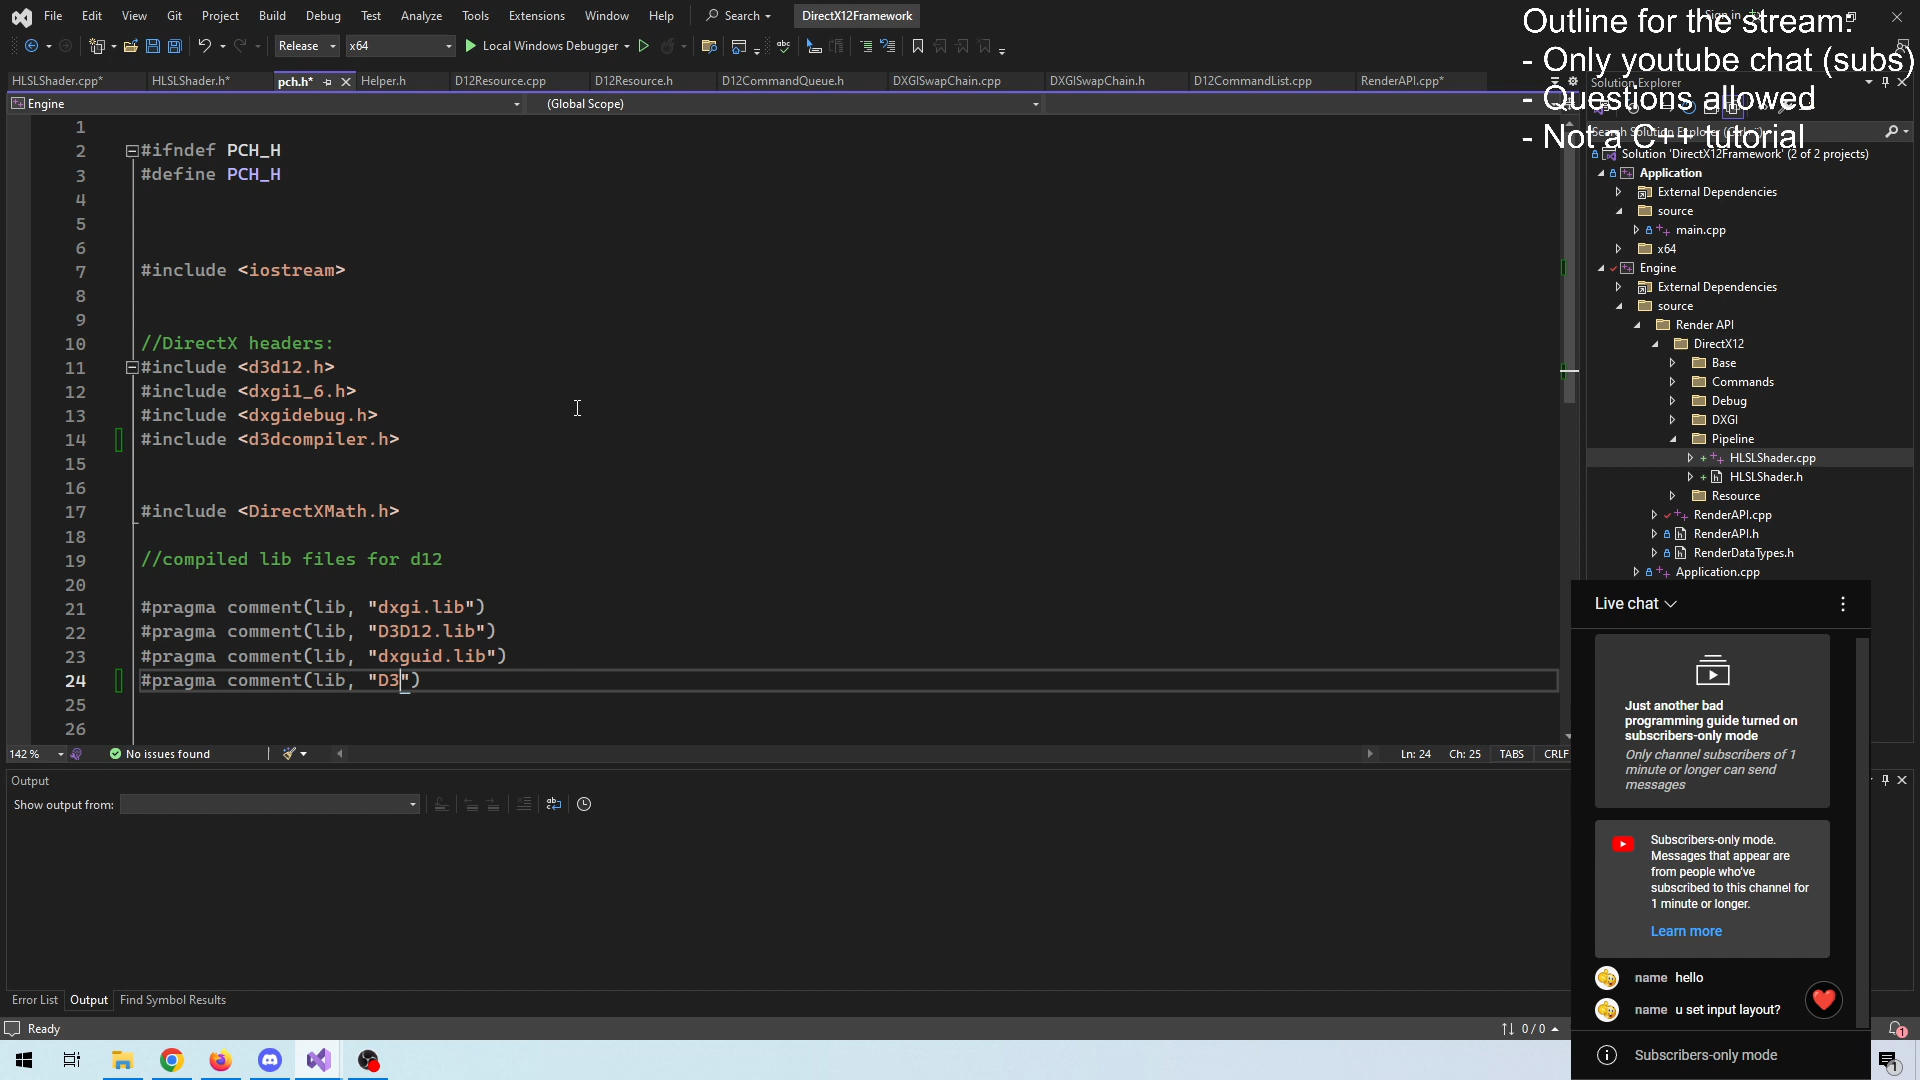 File Edit View Git Project Build Debug Test Analyze Tools Extensions Window Help Search DirectX12Framework
Sign in
Outline for the stream:
- Only youtube chat (subs)
- Questions allowed
- Not a C++ tutorial
Release x64 Local Windows Debugger
HLSLShader.cpp* HLSLShader.h* pch.h* Helper.h D12Resource.cpp D12Resource.h D12CommandQueue.h DXGISwapChain.cpp DXGISwapChain.h D12CommandList.cpp RenderAPI.cpp*
Engine (Global Scope)
1
2 #ifndef PCH_H
3 #define PCH_H
4
5
6
7 #include <iostream>
8
9
10 //DirectX headers:
11 #include <d3d12.h>
12 #include <dxgi1_6.h>
13 #include <dxgidebug.h>
14 #include <d3dcompiler.h>
15
16
17 #include <DirectXMath.h>
18
19 //compiled lib files for d12
20
21 #pragma comment(lib, "dxgi.lib")
22 #pragma comment(lib, "D3D12.lib")
23 #pragma comment(lib, "dxguid.lib")
24 #pragma comment(lib, "D3")
25
26
142 % No issues found Ln: 24 Ch: 25 TABS CRLF
Solution Explorer
Search Solution Explorer (Ctrl+;)
Solution 'DirectX12Framework' (2 of 2 projects)
Application
External Dependencies
source
main.cpp
x64
Engine
External Dependencies
source
Render API
DirectX12
Base
Commands
Debug
DXGI
Pipeline
HLSLShader.cpp
HLSLShader.h
Resource
RenderAPI.cpp
RenderAPI.h
RenderDataTypes.h
Application.cpp
Output
Show output from:
Error List Output Find Symbol Results
Ready
0 / 0
Live chat
Just another bad
programming guide turned on
subscribers-only mode
Only channel subscribers of 1
minute or longer can send
messages
Subscribers-only mode.
Messages that appear are
from people who've
subscribed to this channel for
1 minute or longer.
Learn more
name hello
name u set input layout?
Subscribers-only mode
1
1